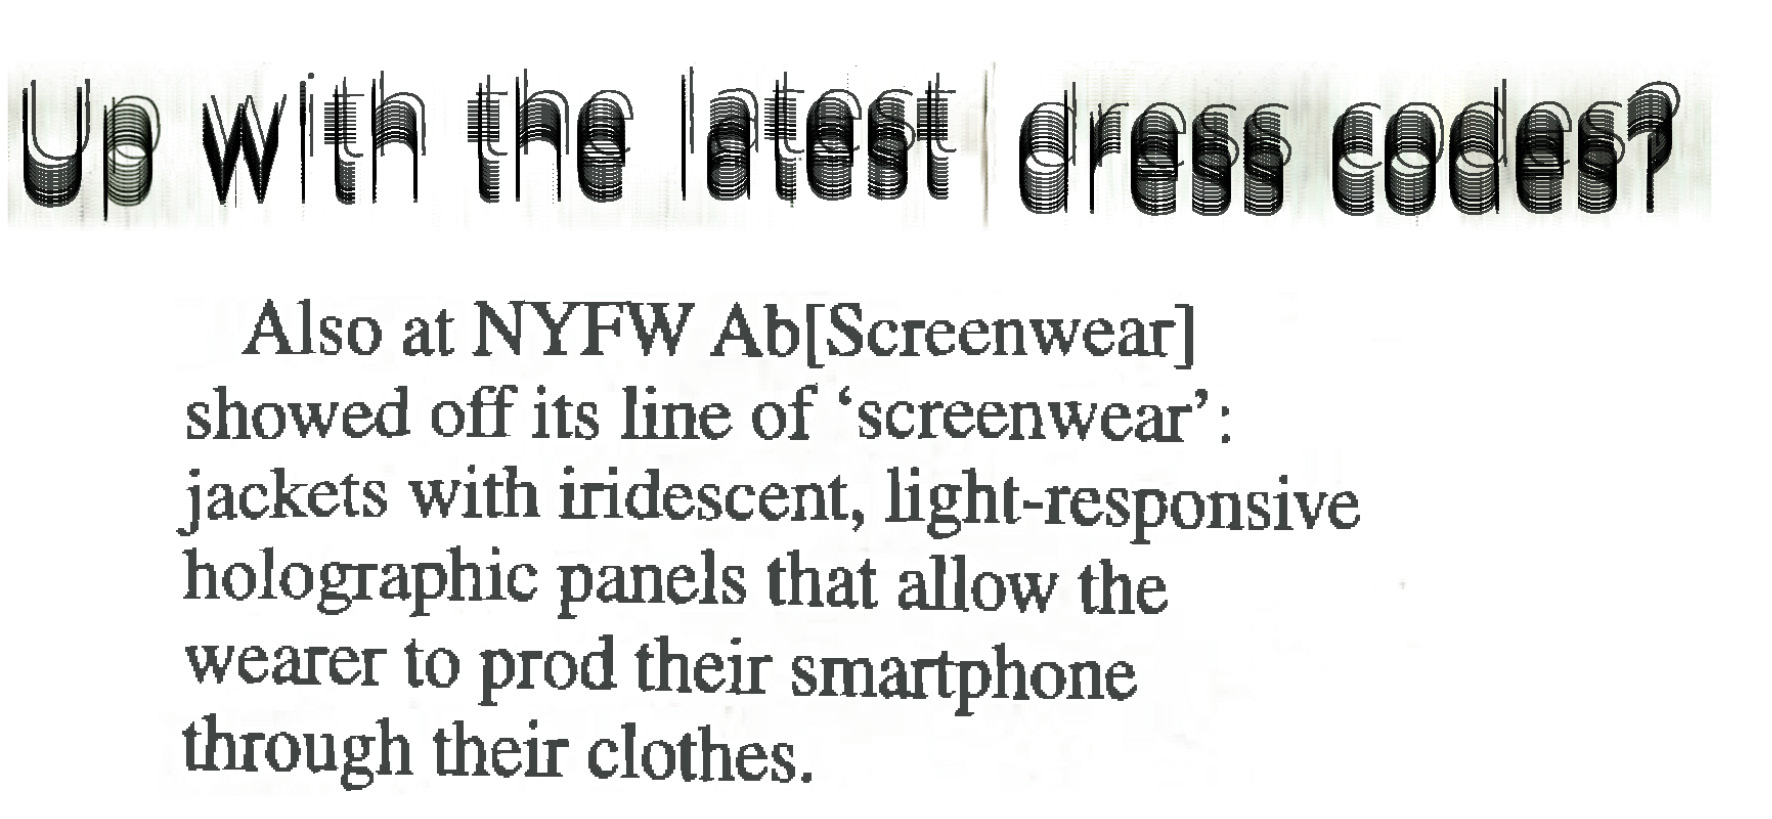 Up with the latest dress codes?
Also at NYFW Ab[Screenwear]
showed off its line of ‘screenwear’:
jackets with iridescent, light-responsive
holographic panels that allow the
wearer to prod their smartphone
through their clothes.